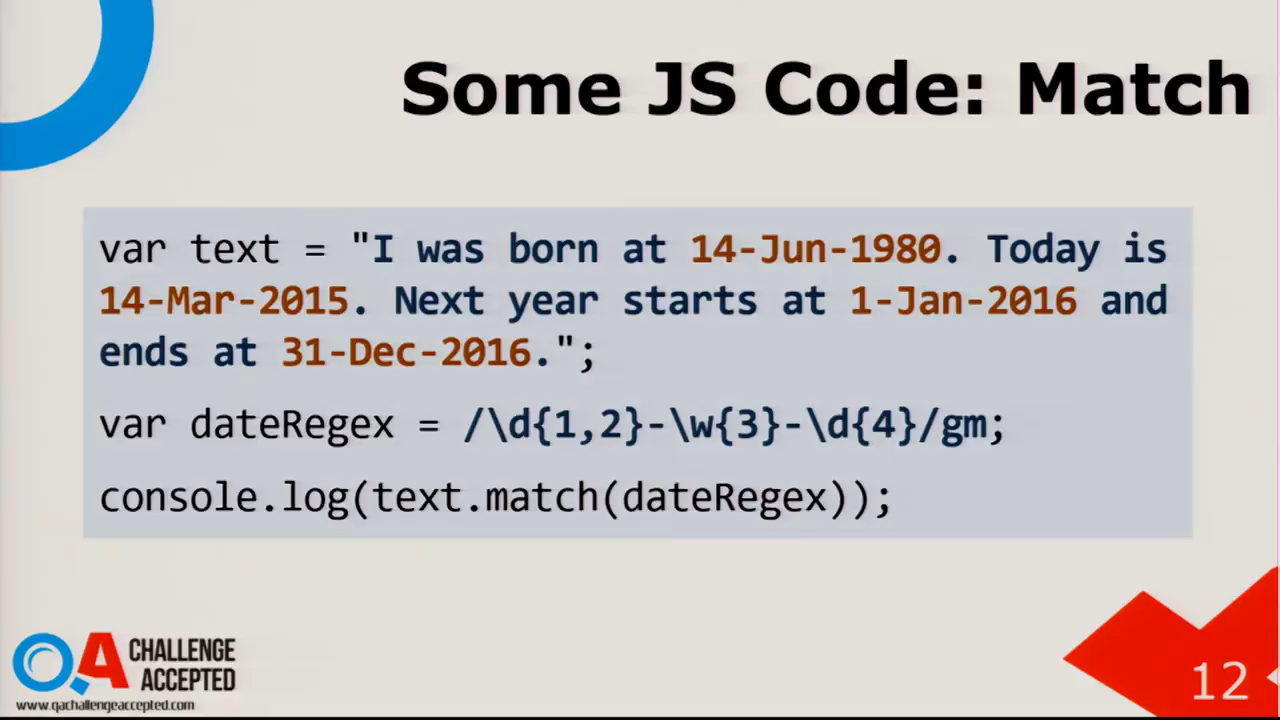 Some JS Code: Match
var text = "I was born at 14-Jun-1980. Today is
14-Mar-2015. Next year starts at 1-Jan-2016 and
ends at 31-Dec-2016.";
var dateRegex = /\d{1,2}-\w{3}-\d{4}/gm;
console.log(text.match(dateRegex));
QA CHALLENGE
ACCEPTED
www.qachallengeaccepted.com
12